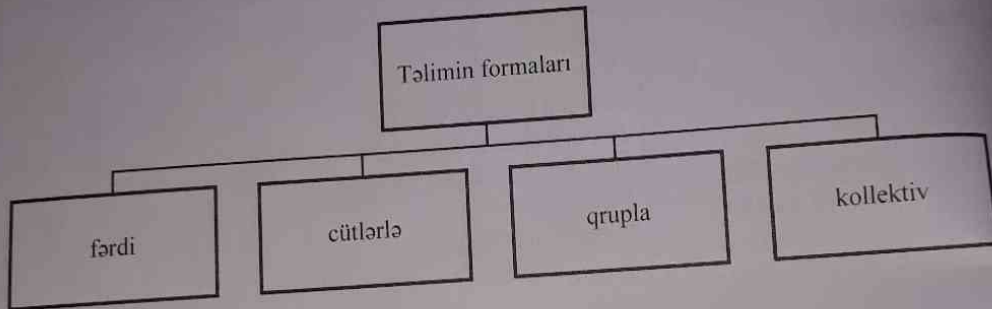 Təlimin formaları
fərdi
cütlərlə
qrupla
kollektiv